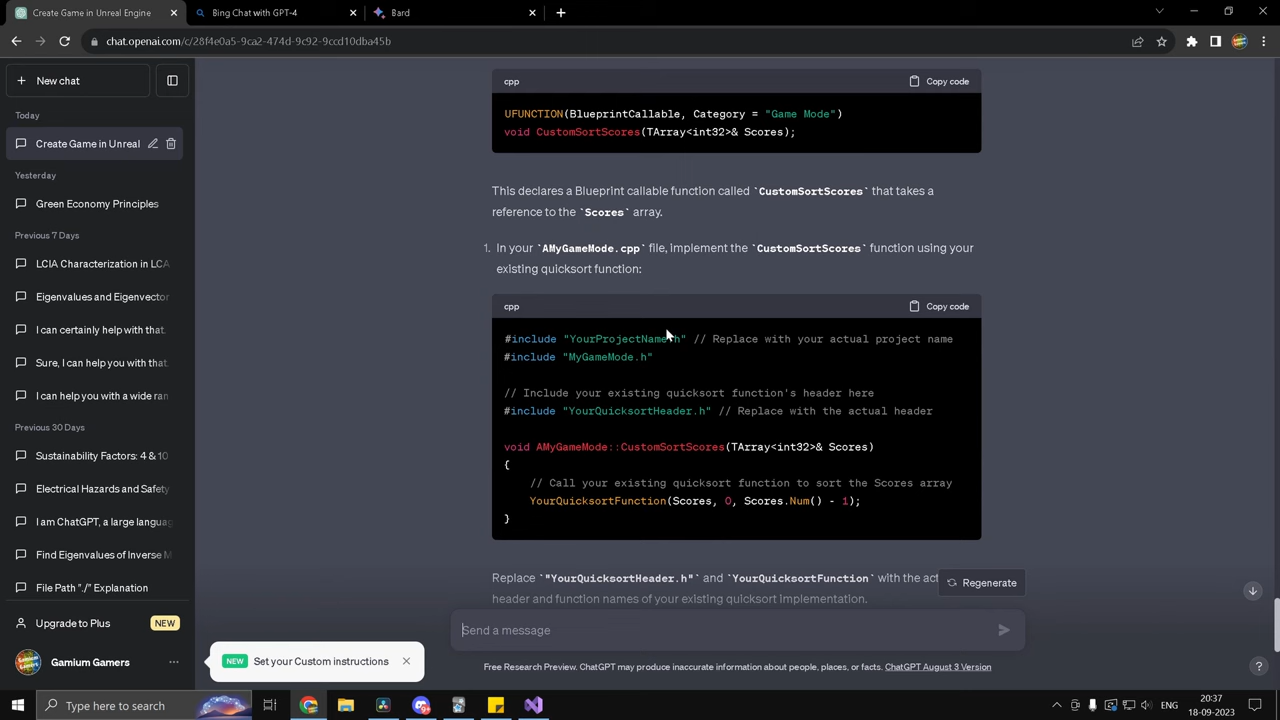 Create Game in Unreal Engine
Bing Chat with GPT-4
Bard
chat.openai.com/c/28f4e0a5-9ca2-474d-9c92-9ccd10dba45b
New chat
Today
Create Game in Unreal
Yesterday
Green Economy Principles
Previous 7 Days
LCIA Characterization in LCA
Eigenvalues and Eigenvector
I can certainly help with that.
Sure, I can help you with that.
I can help you with a wide ran
Previous 30 Days
Sustainability Factors: 4 & 10
Electrical Hazards and Safety
I am ChatGPT, a large languag
Find Eigenvalues of Inverse M
File Path "./" Explanation
Upgrade to Plus NEW
Gamium Gamers
NEW Set your Custom instructions
cpp Copy code
UFUNCTION(BlueprintCallable, Category = "Game Mode")
void CustomSortScores(TArray<int32>& Scores);
This declares a Blueprint callable function called `CustomSortScores` that takes a
reference to the `Scores` array.
1. In your `AMyGameMode.cpp` file, implement the `CustomSortScores` function using your
existing quicksort function:
cpp Copy code
#include "YourProjectName.h" // Replace with your actual project name
#include "MyGameMode.h"
// Include your existing quicksort function's header here
#include "YourQuicksortHeader.h" // Replace with the actual header
void AMyGameMode::CustomSortScores(TArray<int32>& Scores)
{
// Call your existing quicksort function to sort the Scores array
YourQuicksortFunction(Scores, 0, Scores.Num() - 1);
}
Replace `"YourQuicksortHeader.h"` and `YourQuicksortFunction` with the act
header and function names of your existing quicksort implementation.
Regenerate
Send a message
Free Research Preview. ChatGPT may produce inaccurate information about people, places, or facts. ChatGPT August 3 Version
?
Type here to search
ENG
20:37
18-09-2023